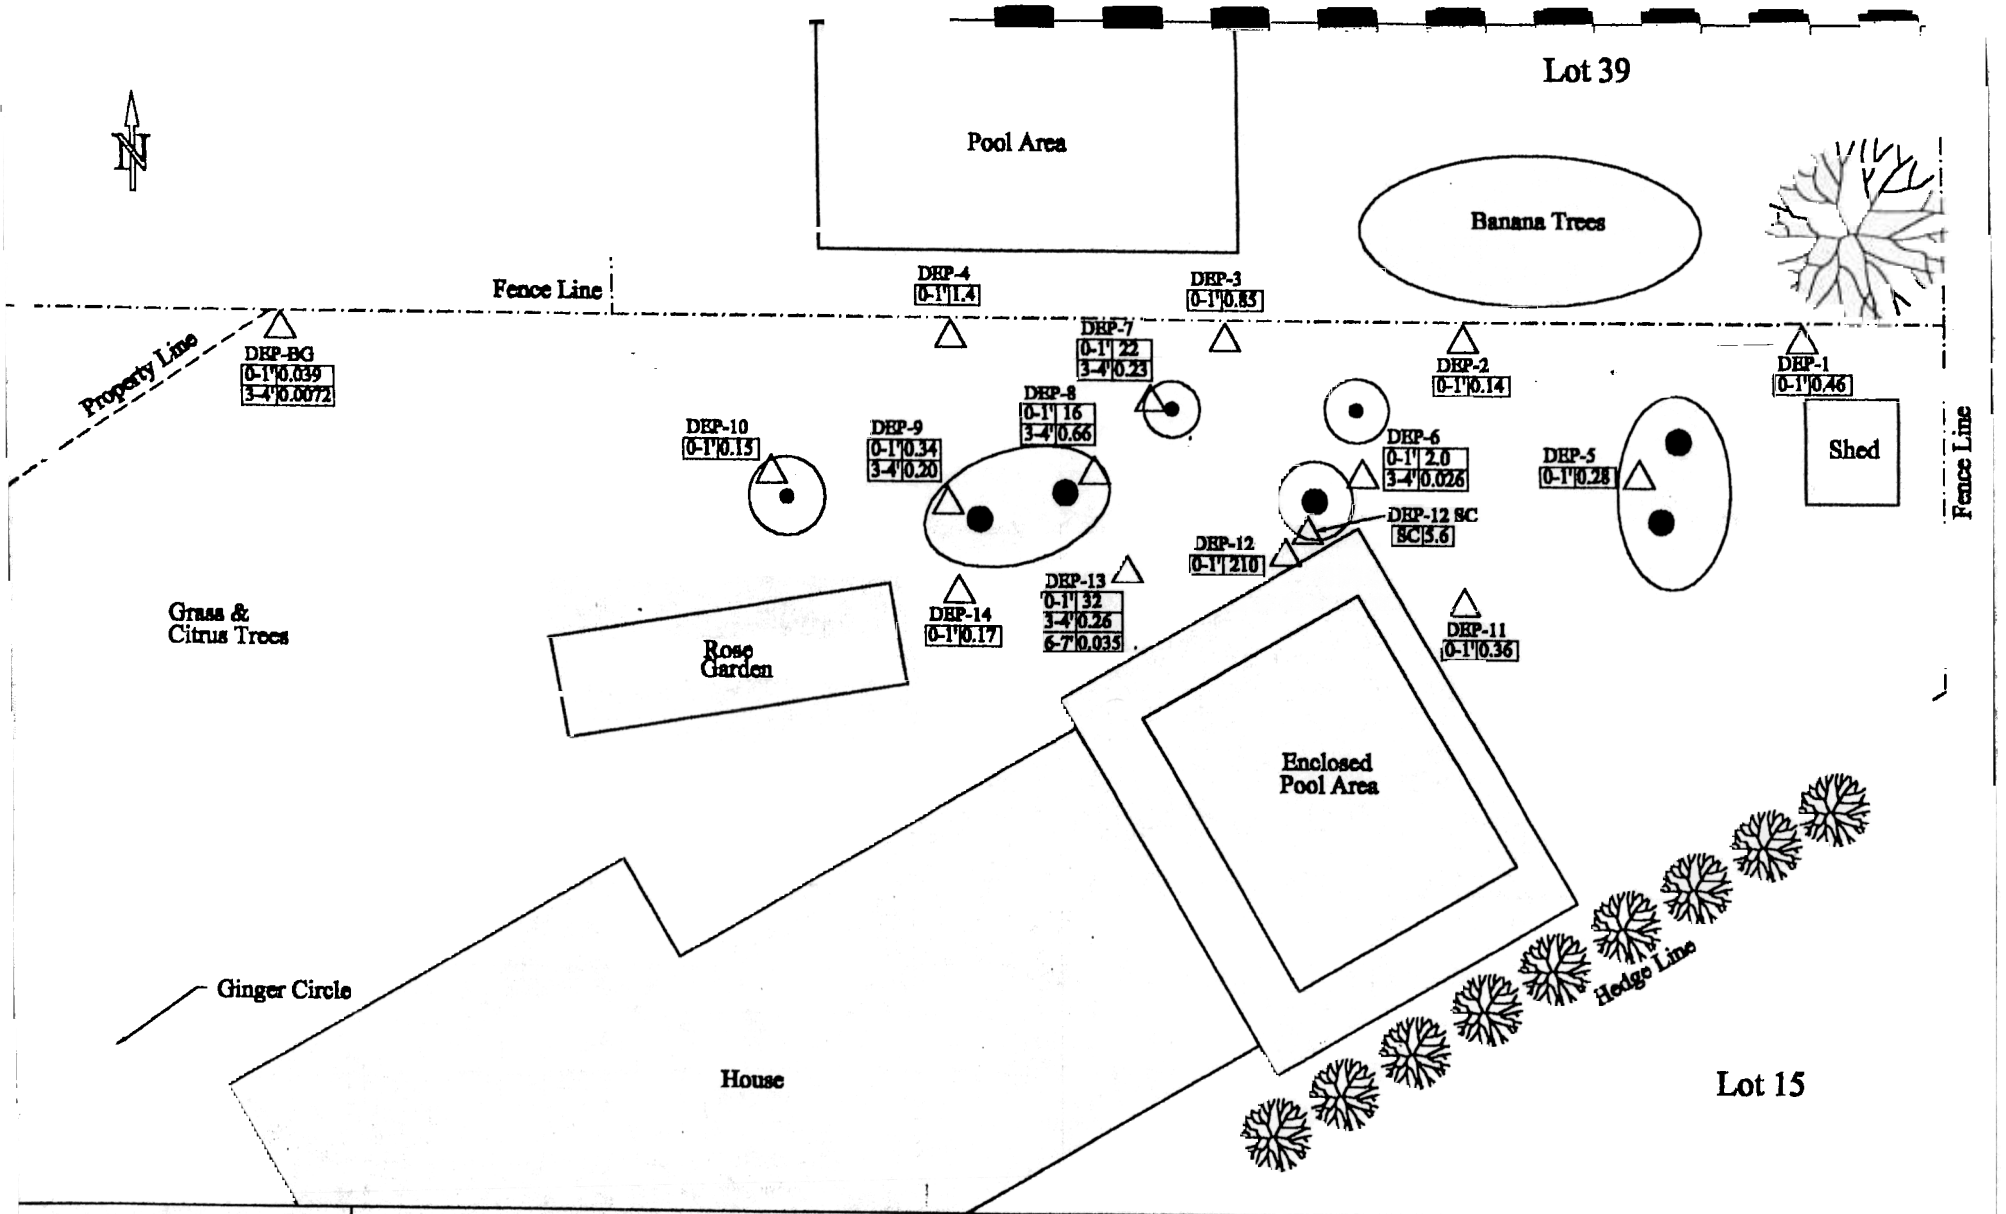 Lot 39
N
Pool Area
Banana Trees
Fence Line
DEP-4
0-1' 1.4
DEP-3
0-1' 0.85
Property Line
DEP-BG
0-1' 0.039
3-4' 0.0072
DEP-7
0-1' 22
3-4' 0.23
DEP-2
0-1' 0.14
DEP-1
0-1' 0.46
DEP-8
0-1' 16
3-4' 0.66
DEP-10
0-1' 0.15
DEP-9
0-1' 0.34
3-4' 0.20
DEP-6
0-1' 2.0
3-4' 0.026
DEP-5
0-1' 0.28
Shed
Fence Line
DEP-12 SC
SC 5.6
DEP-12
0-1' 210
DEP-13
0-1' 32
3-4' 0.26
6-7' 0.035
DEP-14
0-1' 0.17
DEP-11
0-1' 0.36
Grass &
Citrus Trees
Rose
Garden
Enclosed
Pool Area
Hedge Line
Ginger Circle
House
Lot 15